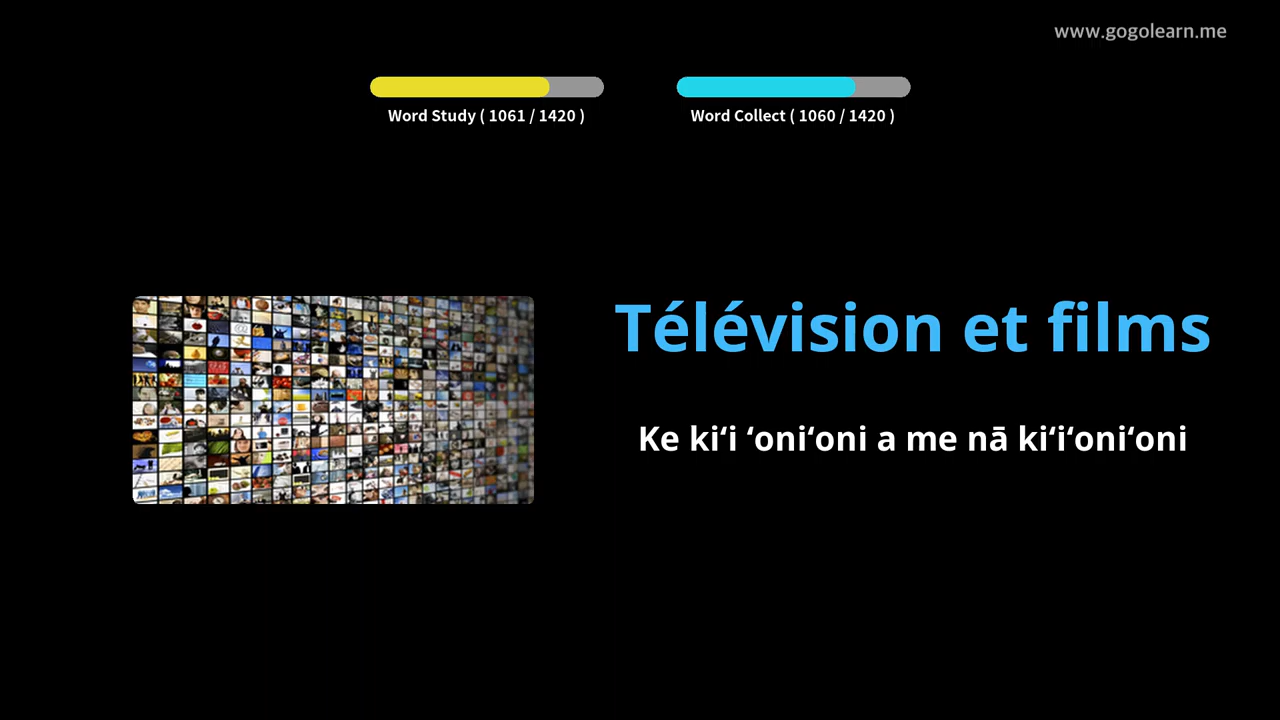 www.gogolearn.me
Word Study ( 1061 / 1420 )
Word Collect ( 1060 / 1420 )
Télévision et films
Ke kiʻi ʻoniʻoni a me nā kiʻiʻoniʻoni